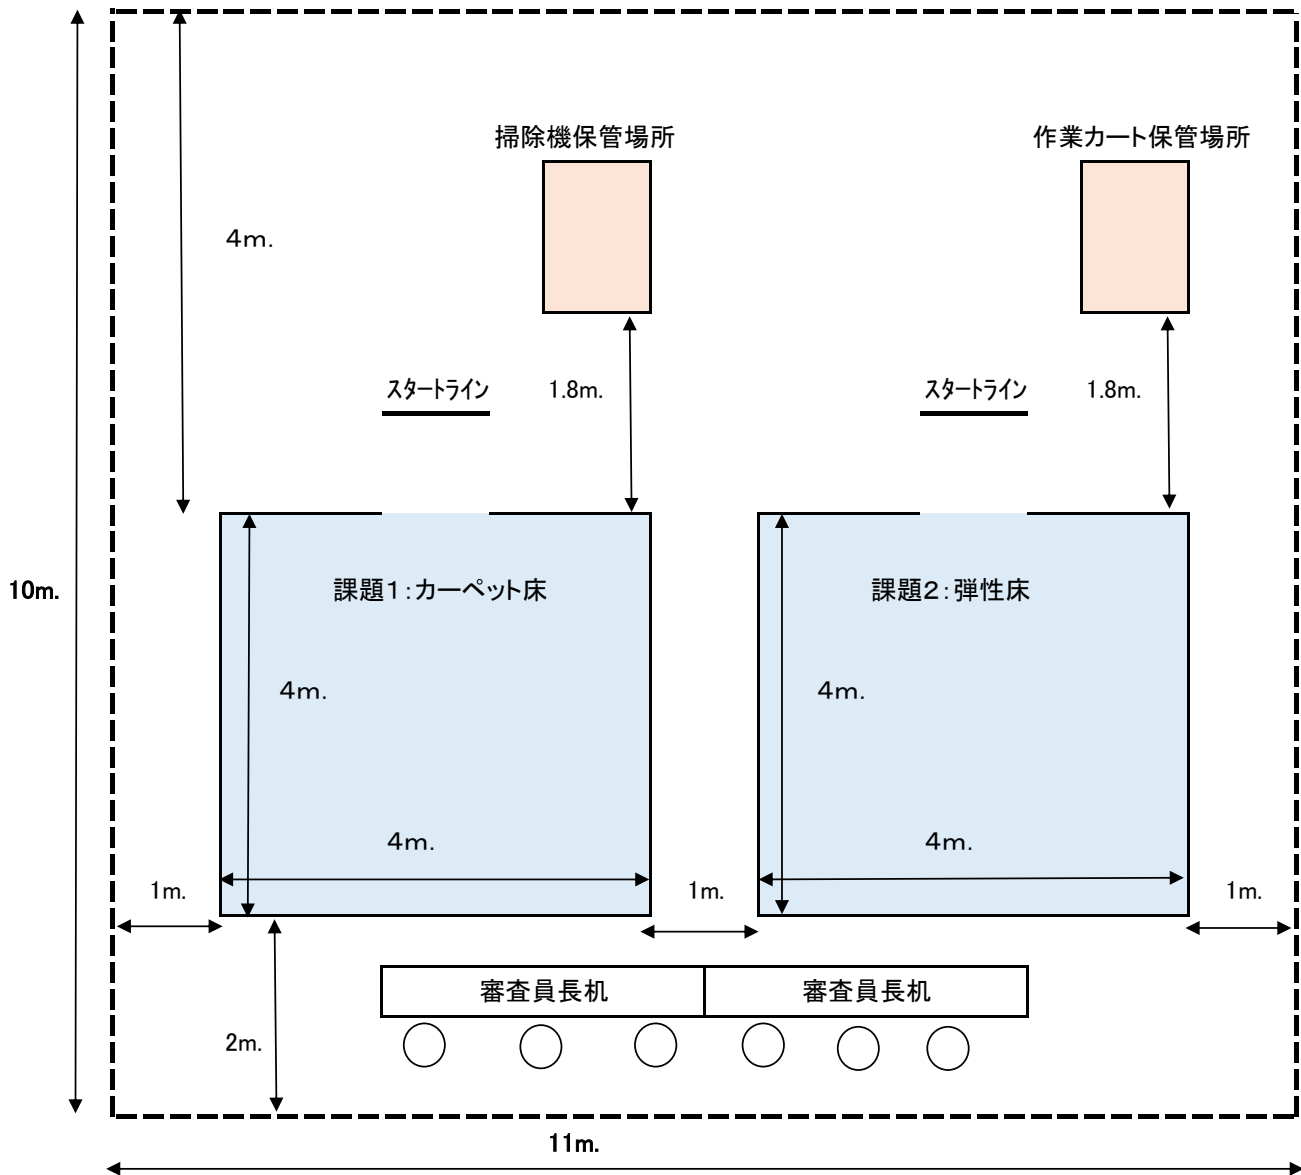 掃除機保管場所
作業カート保管場所
4m.
スタートライン
1.8m.
スタートライン
1.8m.
10m.
課題1:カーペット床
課題2:弾性床
4m.
4m.
4m.
4m.
1m.
1m.
1m.
審査員長机
審査員長机
2m.
11m.